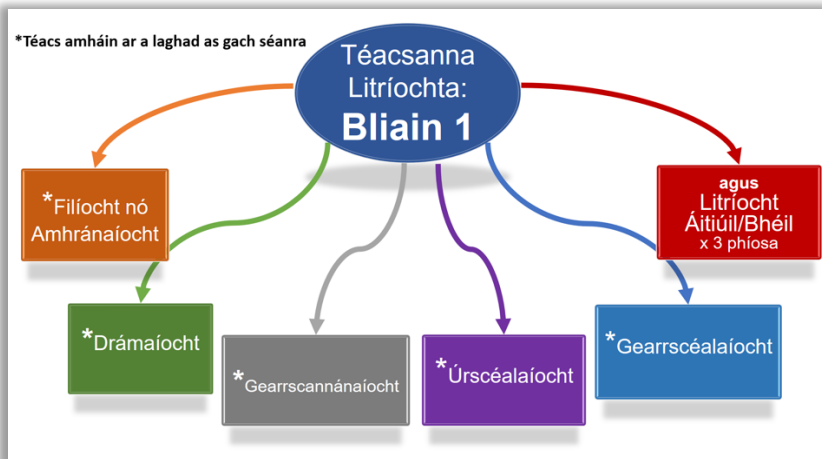 *Téacs amháin ar a laghad as gach séanra
Téacsanna
Litríochta:
Bliain 1
*Filíocht nó
Amhránaíocht
agus
Litríocht
Áitiúil/Bhéil
x 3 phíosa
*Drámaíocht
*Gearrscannánaíocht
*Úrscéalaíocht
*Gearrscéalaíocht